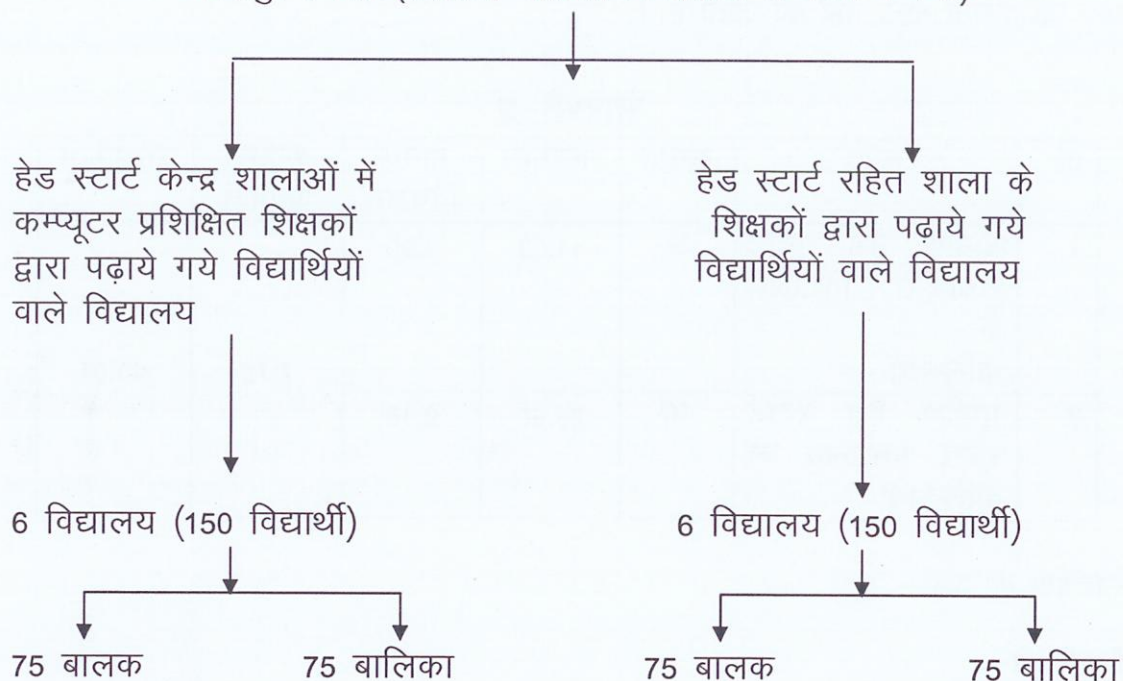 हेड स्टार्ट केन्द्र शालाओं में
कम्प्यूटर प्रशिक्षित शिक्षकों
द्वारा पढ़ाये गये विद्यार्थियों
वाले विद्यालय
हेड स्टार्ट रहित शाला के
शिक्षकों द्वारा पढ़ाये गये
विद्यार्थियों वाले विद्यालय
6 विद्यालय (150 विद्यार्थी)
6 विद्यालय (150 विद्यार्थी)
75 बालक
75 बालिका
75 बालक
75 बालिका